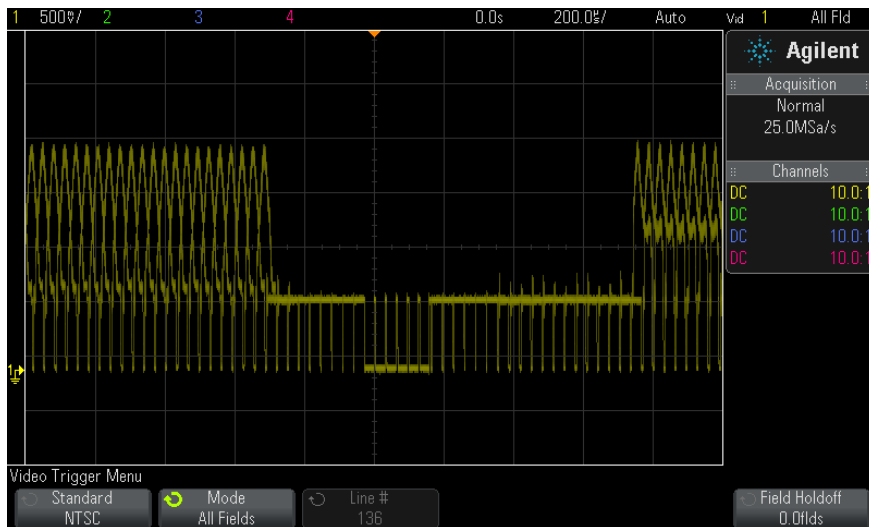 1 500V/ 2 3 4 0.0s 200.0µs/ Auto Vid 1 All Fld
Agilent
Acquisition
Normal
25.0MSa/s
Channels
DC 10.0:1
DC 10.0:1
DC 10.0:1
DC 10.0:1
1
Video Trigger Menu
Standard
NTSC
Mode
All Fields
Line #
136
Field Holdoff
0.0flds